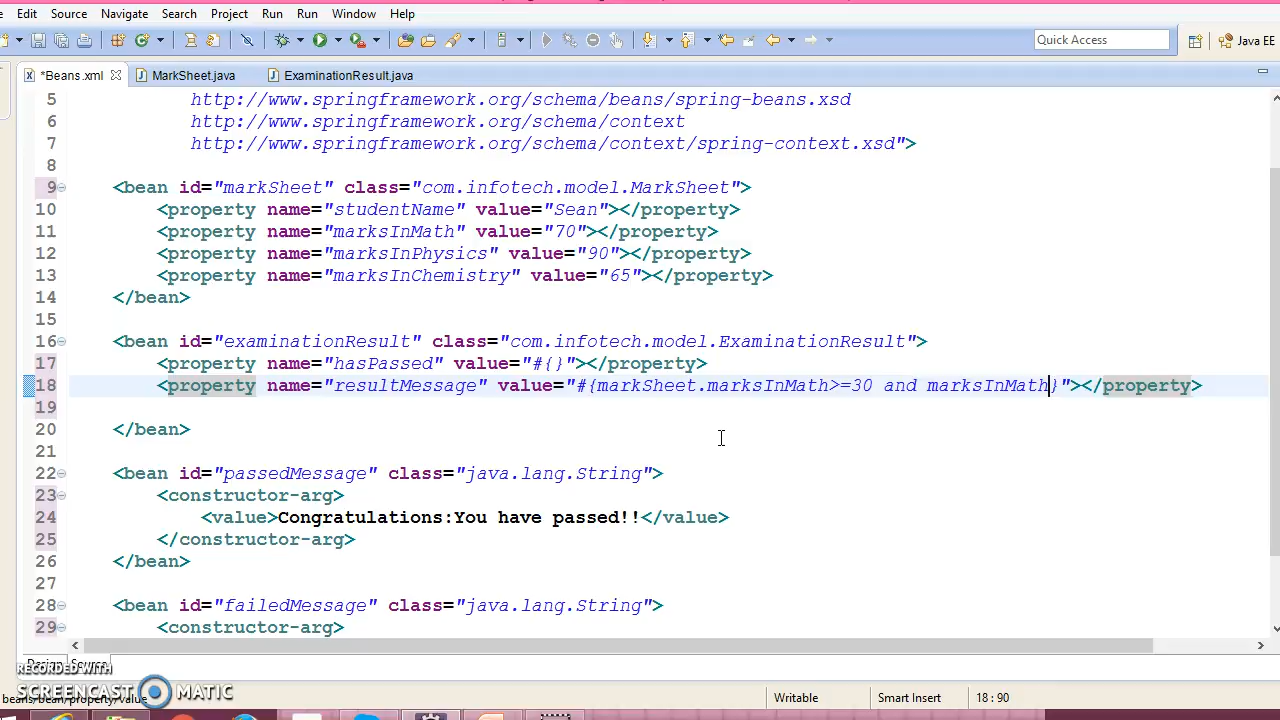 Edit Source Navigate Search Project Run Run Window Help
Quick Access Java EE
*Beans.xml MarkSheet.java ExaminationResult.java
5 http://www.springframework.org/schema/beans/spring-beans.xsd
6 http://www.springframework.org/schema/context
7 http://www.springframework.org/schema/context/spring-context.xsd">
8
9 <bean id="markSheet" class="com.infotech.model.MarkSheet">
10 <property name="studentName" value="Sean"></property>
11 <property name="marksInMath" value="70"></property>
12 <property name="marksInPhysics" value="90"></property>
13 <property name="marksInChemistry" value="65"></property>
14 </bean>
15
16 <bean id="examinationResult" class="com.infotech.model.ExaminationResult">
17 <property name="hasPassed" value="#{}"></property>
18 <property name="resultMessage" value="#{markSheet.marksInMath>=30 and marksInMath}"></property>
19
20 </bean>
21
22 <bean id="passedMessage" class="java.lang.String">
23 <constructor-arg>
24 <value>Congratulations:You have passed!!</value>
25 </constructor-arg>
26 </bean>
27
28 <bean id="failedMessage" class="java.lang.String">
29 <constructor-arg>
RECORDED WITH
SCREENCAST MATIC
beans/bean/property/value Writable Smart Insert 18 : 90